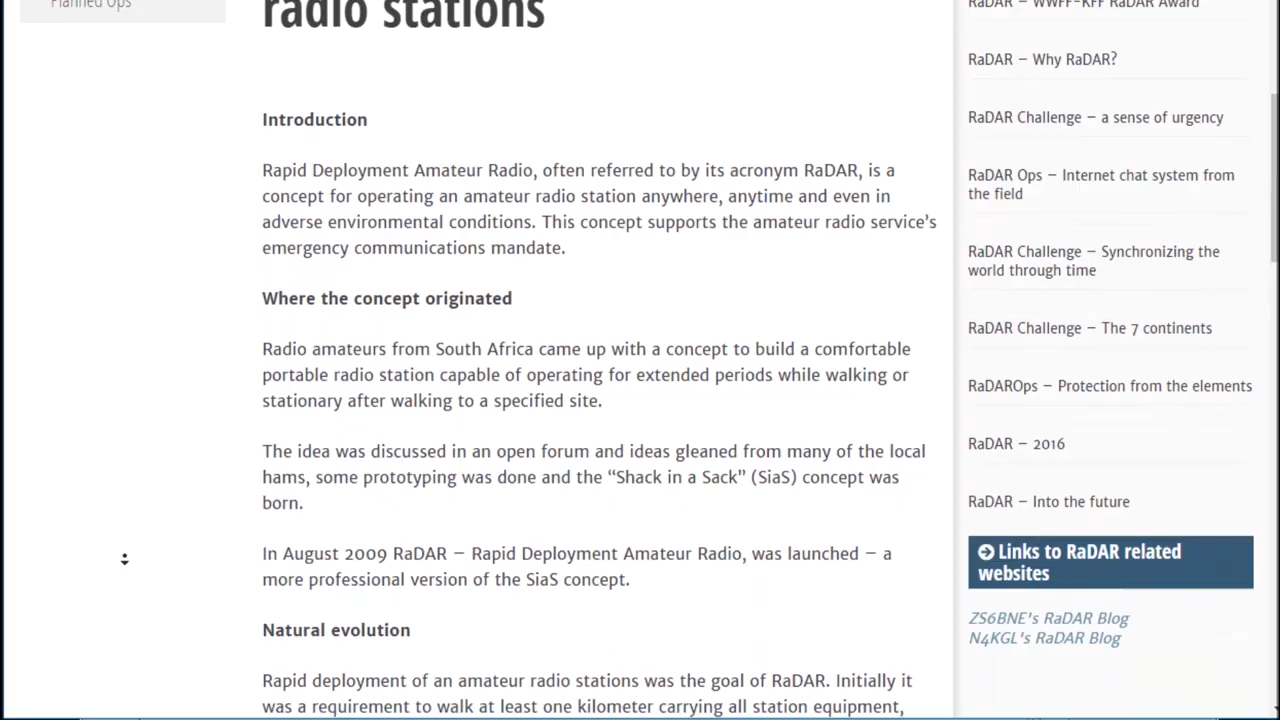 Planned Ops
radio stations
Introduction
Rapid Deployment Amateur Radio, often referred to by its acronym RaDAR, is a
concept for operating an amateur radio station anywhere, anytime and even in
adverse environmental conditions. This concept supports the amateur radio service’s
emergency communications mandate.
Where the concept originated
Radio amateurs from South Africa came up with a concept to build a comfortable
portable radio station capable of operating for extended periods while walking or
stationary after walking to a specified site.
The idea was discussed in an open forum and ideas gleaned from many of the local
hams, some prototyping was done and the “Shack in a Sack” (SiaS) concept was
born.
In August 2009 RaDAR – Rapid Deployment Amateur Radio, was launched – a
more professional version of the SiaS concept.
Natural evolution
Rapid deployment of an amateur radio stations was the goal of RaDAR. Initially it
was a requirement to walk at least one kilometer carrying all station equipment,
RaDAR – WWFF-KFF RaDAR Award
RaDAR – Why RaDAR?
RaDAR Challenge – a sense of urgency
RaDAR Ops – Internet chat system from
the field
RaDAR Challenge – Synchronizing the
world through time
RaDAR Challenge – The 7 continents
RaDAROps – Protection from the elements
RaDAR – 2016
RaDAR – Into the future
Links to RaDAR related
websites
ZS6BNE's RaDAR Blog
N4KGL's RaDAR Blog